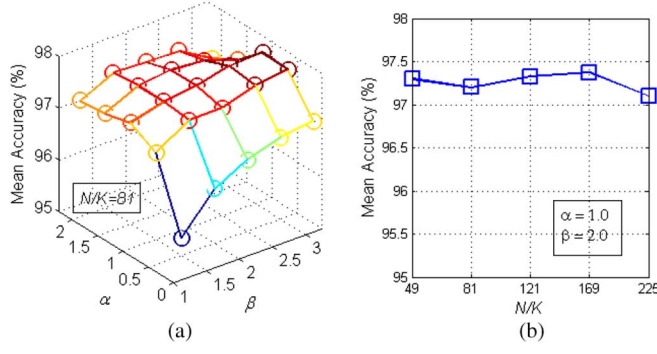 98
97
96
95
Mean Accuracy (%)
N/K=81
2
1.5
1
0.5
0
α
1
1.5
2
2.5
3
β
(a)
98
97.5
97
96.5
96
95.5
95
Mean Accuracy (%)
α = 1.0
β = 2.0
49 81 121 169 225
N/K
(b)